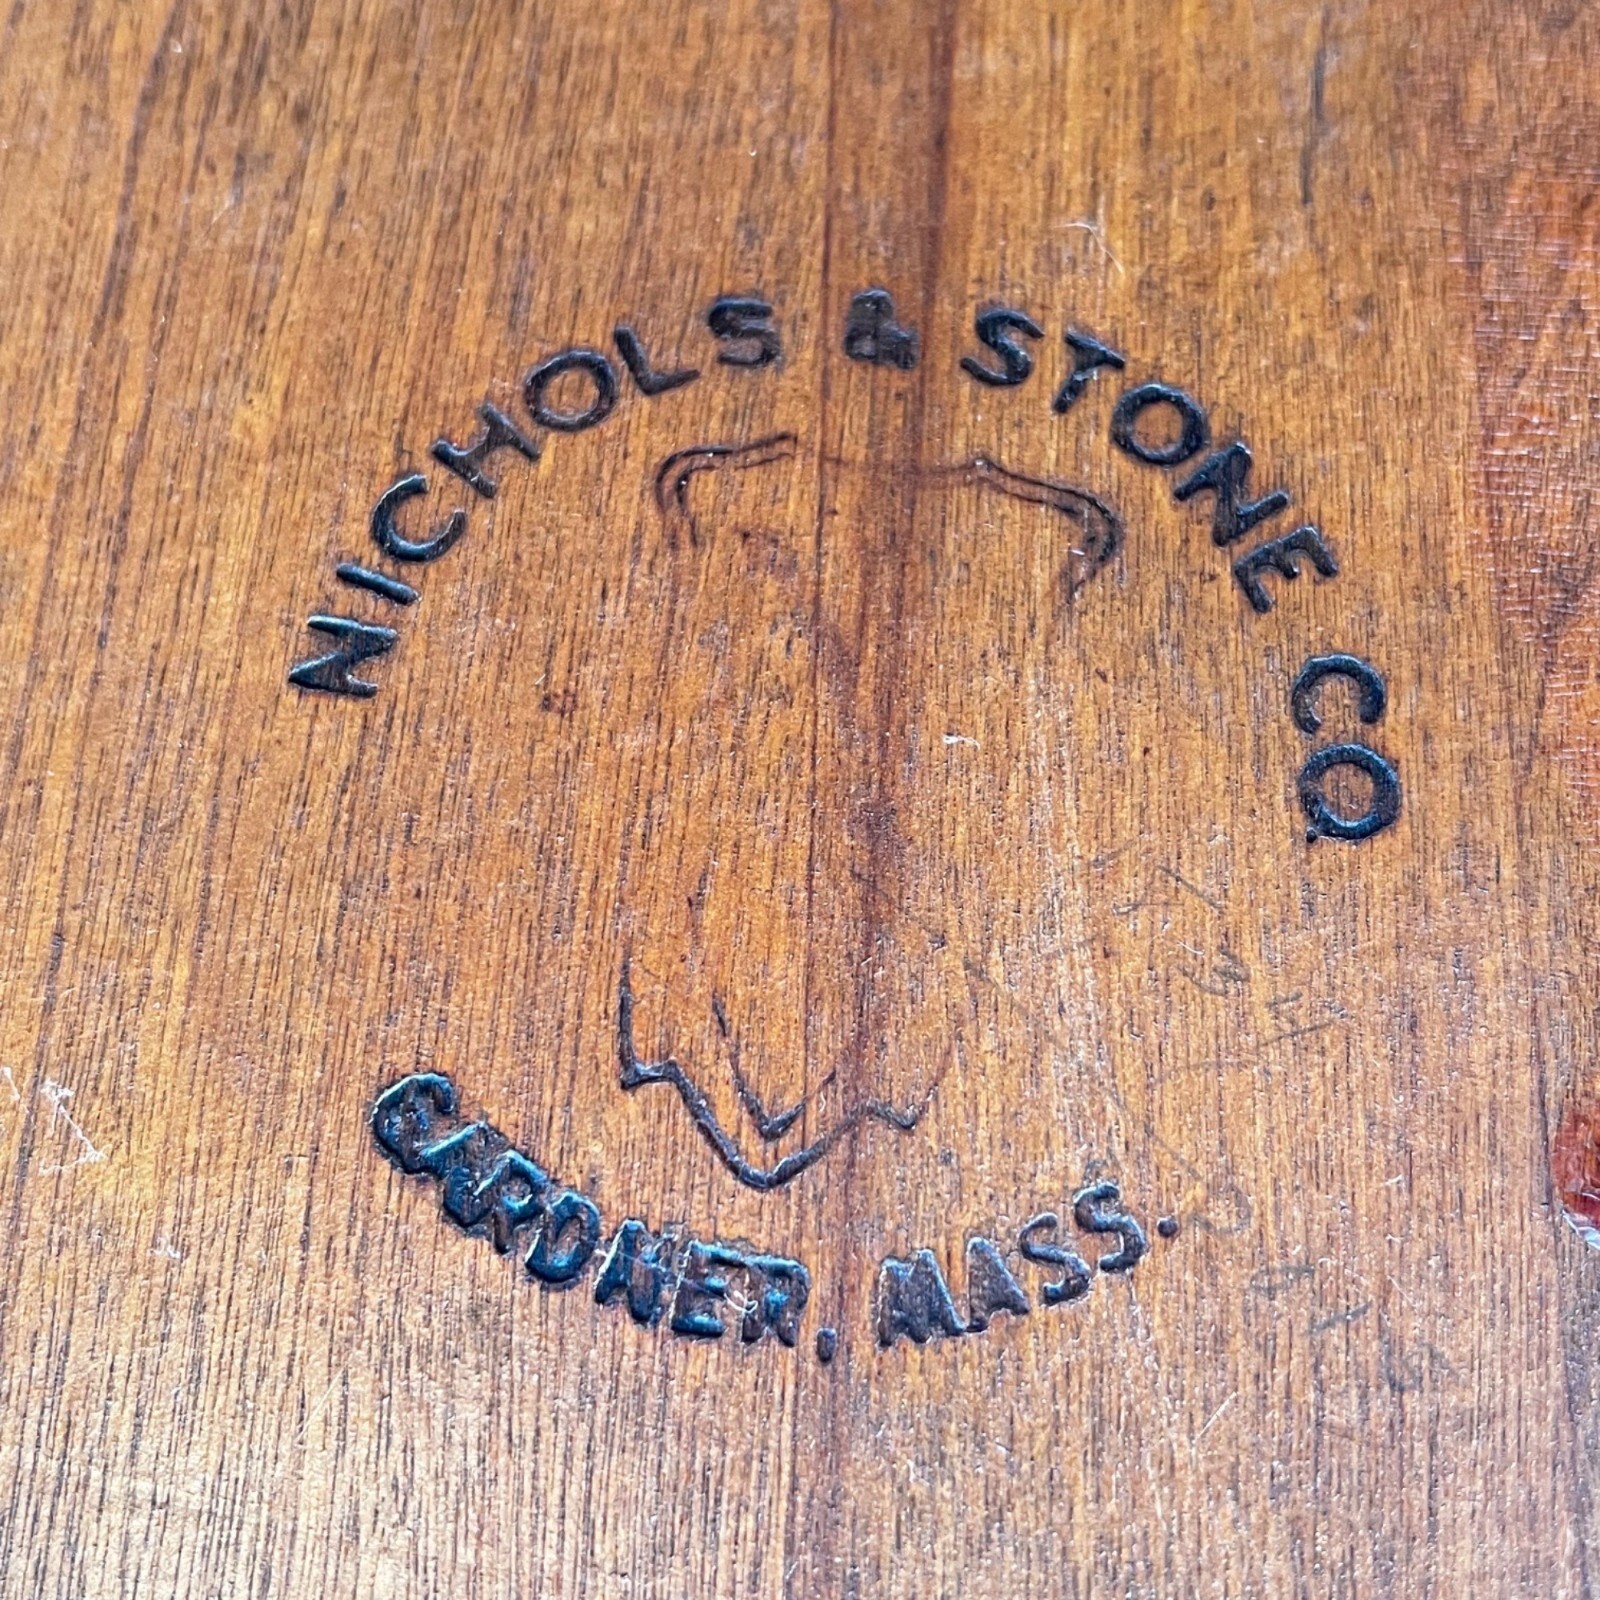 NICHOLS & STONE CO.
GARDNER, MASS.